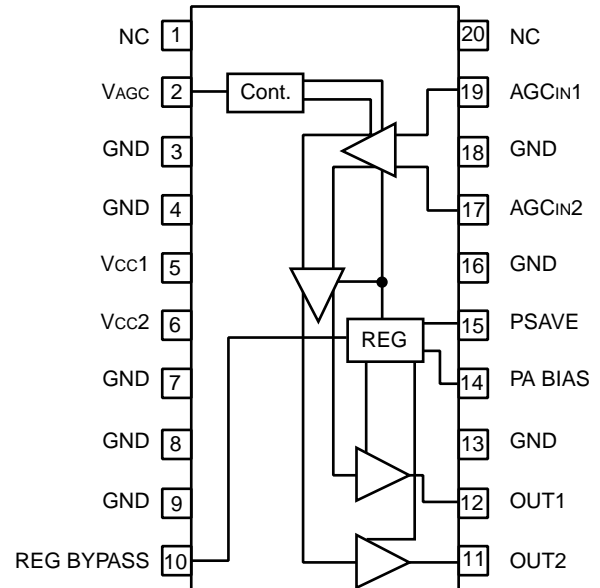 NC 1 20 NC
VAGC 2 Cont. 19 AGCIN1
GND 3 18 GND
GND 4 17 AGCIN2
VCC1 5 16 GND
VCC2 6 15 PSAVE
REG
GND 7 14 PA BIAS
GND 8 13 GND
GND 9 12 OUT1
REG BYPASS 10 11 OUT2